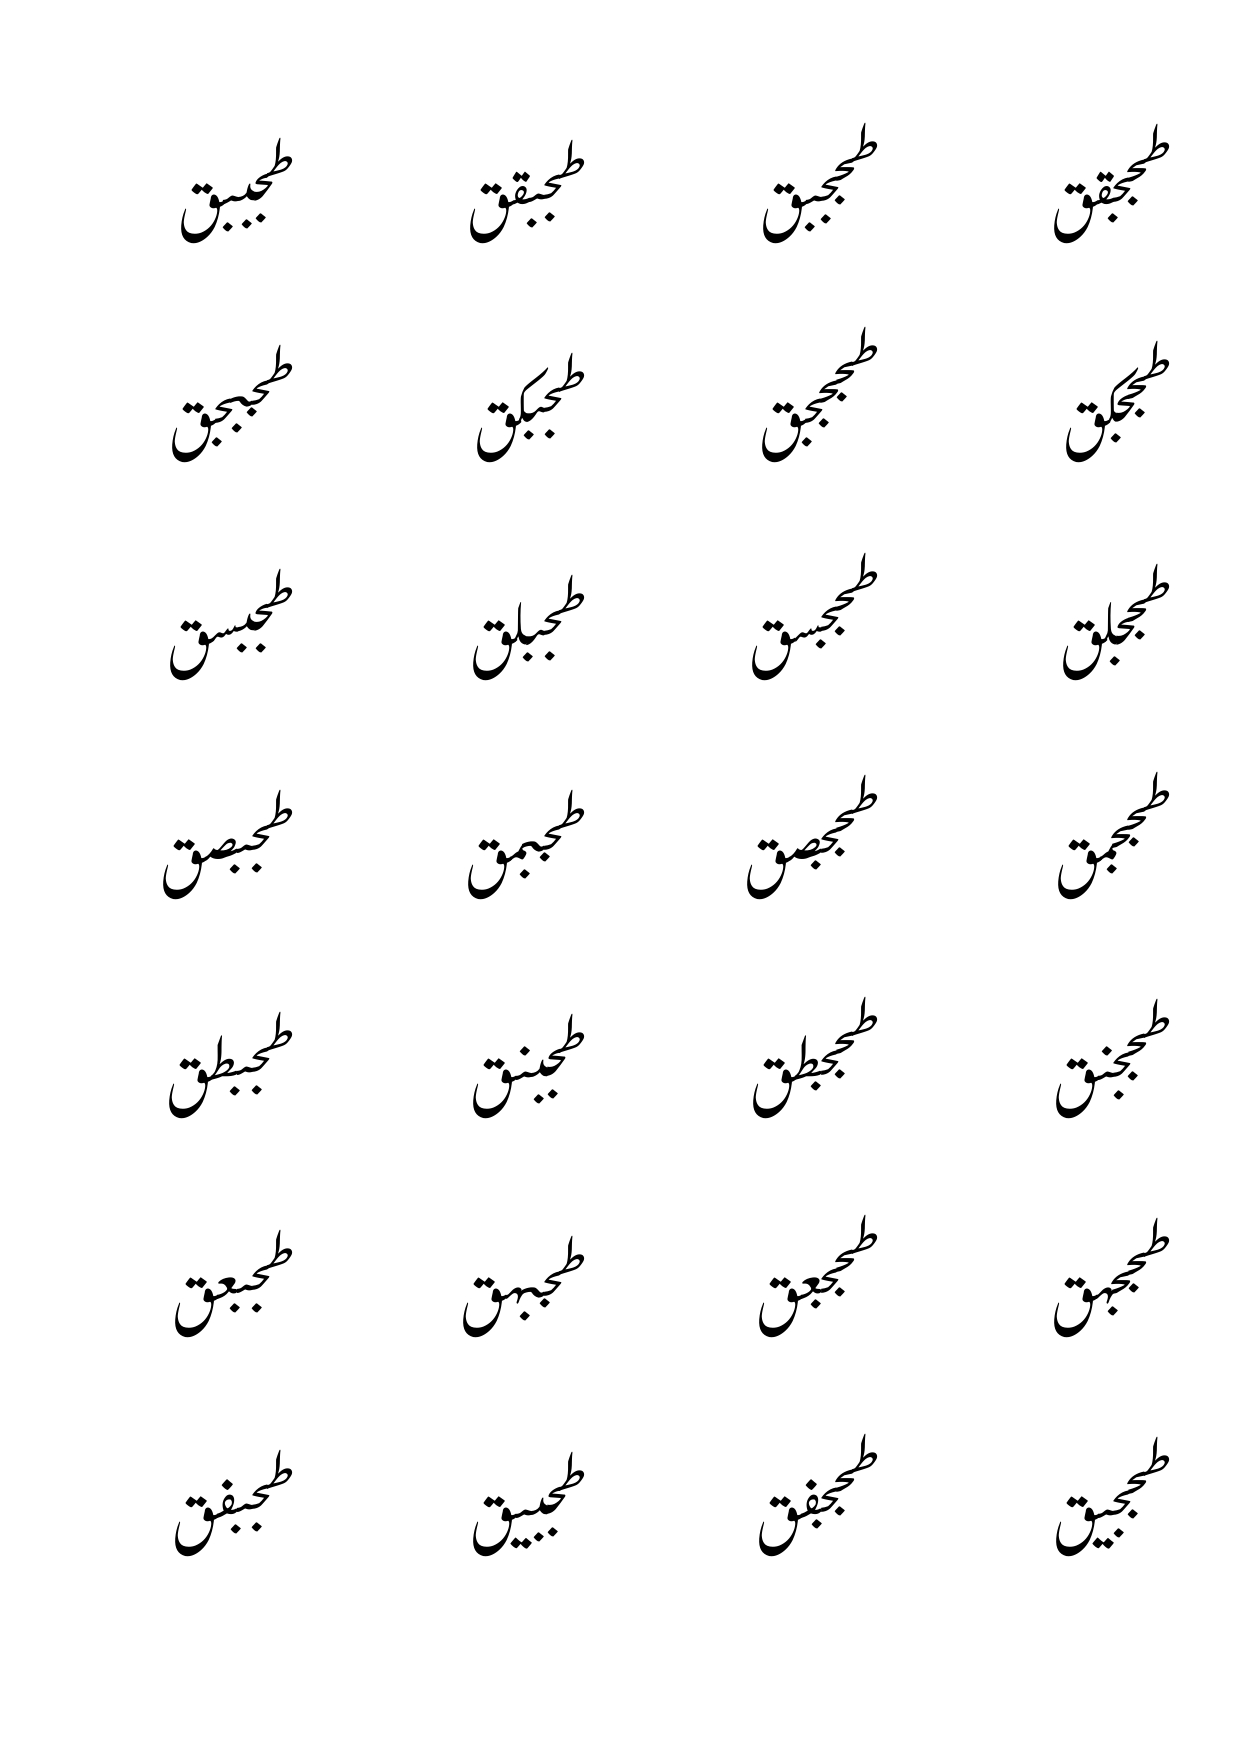 طججقق طججبق طجبقق طجببق
طججكق طجججق طجبكق طجبجق
طججلق طججسق طجبلق طجبسق
طججمق طججصق طجبمق طجبصق
طججنق طججطق طجبنق طجبطق
طججهق طججعق طجبهق طجبعق
طججيق طججفق طجبيق طجبفق